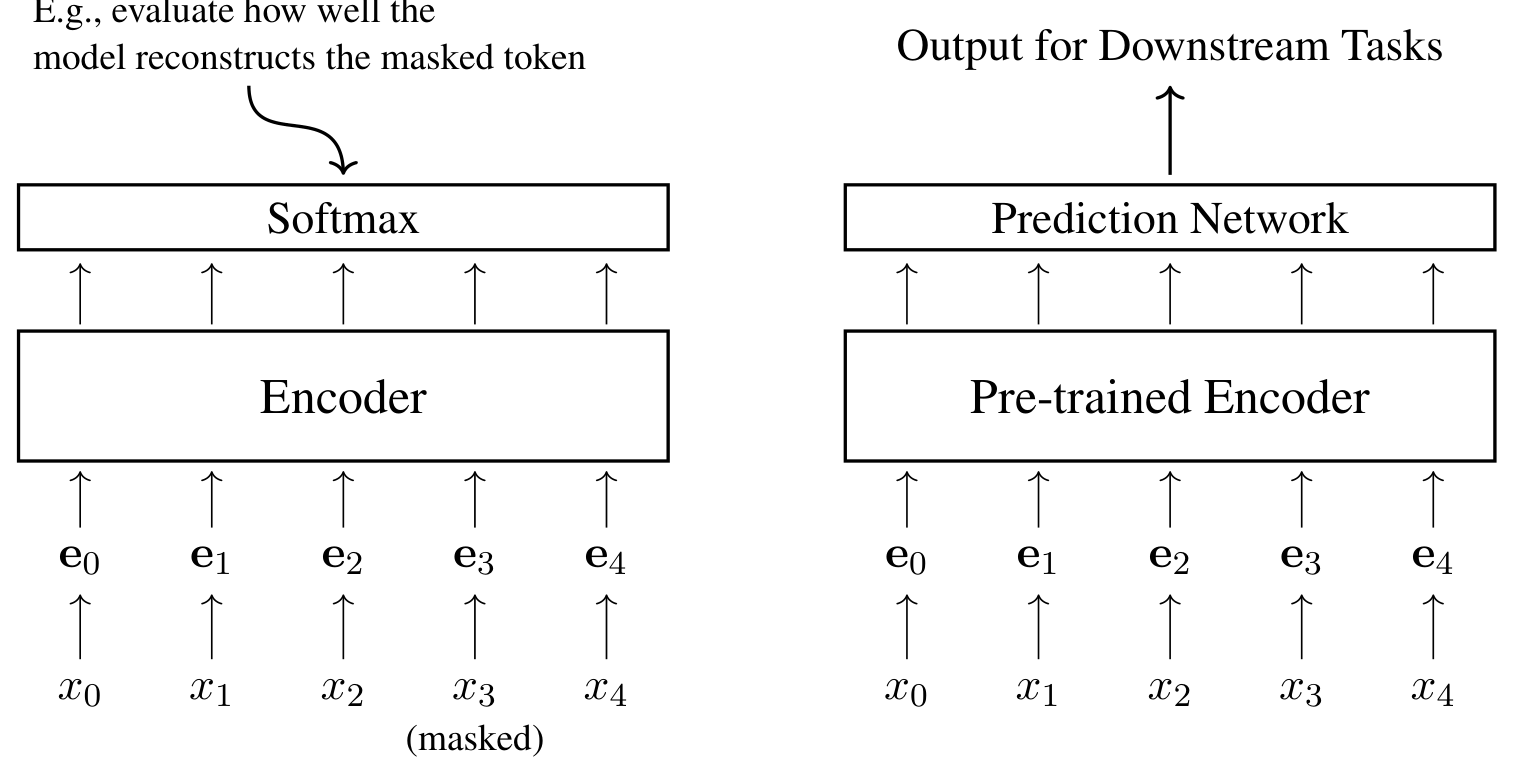 E.g., evaluate how well the
model reconstructs the masked token
Softmax
Encoder
e₀ e₁ e₂ e₃ e₄
x₀ x₁ x₂ x₃ x₄
(masked)
Output for Downstream Tasks
Prediction Network
Pre-trained Encoder
e₀ e₁ e₂ e₃ e₄
x₀ x₁ x₂ x₃ x₄